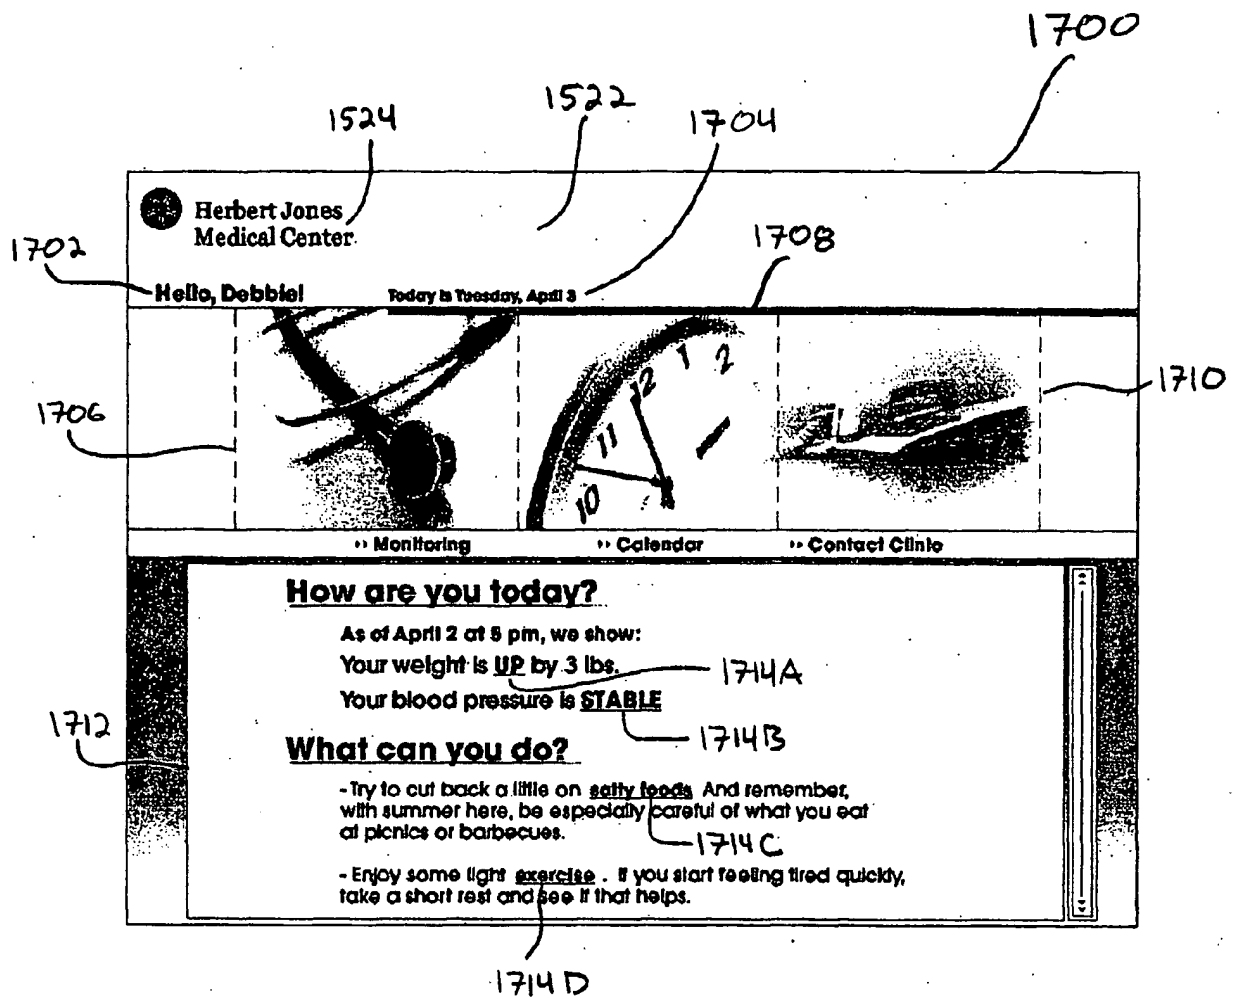 1700
1524
1522
1704
Herbert Jones
Medical Center
1702
1708
Hello, Debbie!
Today is Tuesday, April 3
1 2
12
11
10
1710
1706
Monitoring
Calendar
Contact Clinic
How are you today?
As of April 2 at 5 pm, we show:
Your weight is UP by 3 lbs.
1714A
Your blood pressure is STABLE
1712
1714B
What can you do?
- Try to cut back a little on salty foods And remember,
with summer here, be especially careful of what you eat
at picnics or barbecues.
1714C
- Enjoy some light exercise . If you start feeling tired quickly,
take a short rest and see if that helps.
1714D